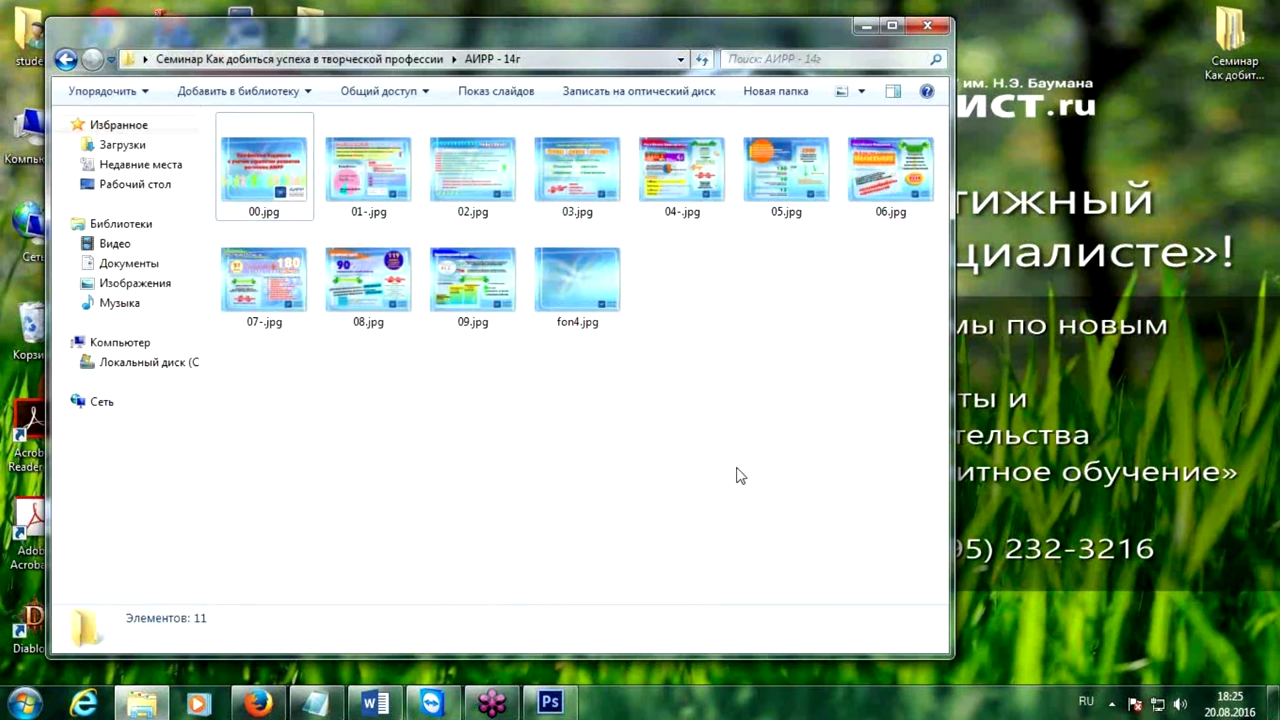 Семинар Как добиться успеха в творческой профессии
АИРР - 14г
Поиск: АИРР - 14г
Упорядочить
Добавить в библиотеку
Общий доступ
Показ слайдов
Записать на оптический диск
Новая папка
Избранное
Загрузки
Недавние места
Рабочий стол
Библиотеки
Видео
Документы
Изображения
Музыка
Компьютер
Локальный диск (C
Сеть
00.jpg
01-.jpg
02.jpg
03.jpg
04-.jpg
05.jpg
06.jpg
07-.jpg
08.jpg
09.jpg
fon4.jpg
Элементов: 11
stude
Компь
Сеть
Корзи
Acrob
Reader
Adob
Acroba
Diablo
Семинар
Как добит...
им. Н.Э. Баумана
ИСТ.ru
тижный
циалисте»!
мы по новым
ты и
тельства
итное обучение»
95) 232-3216
W
Ps
RU
18:25
20.08.2016